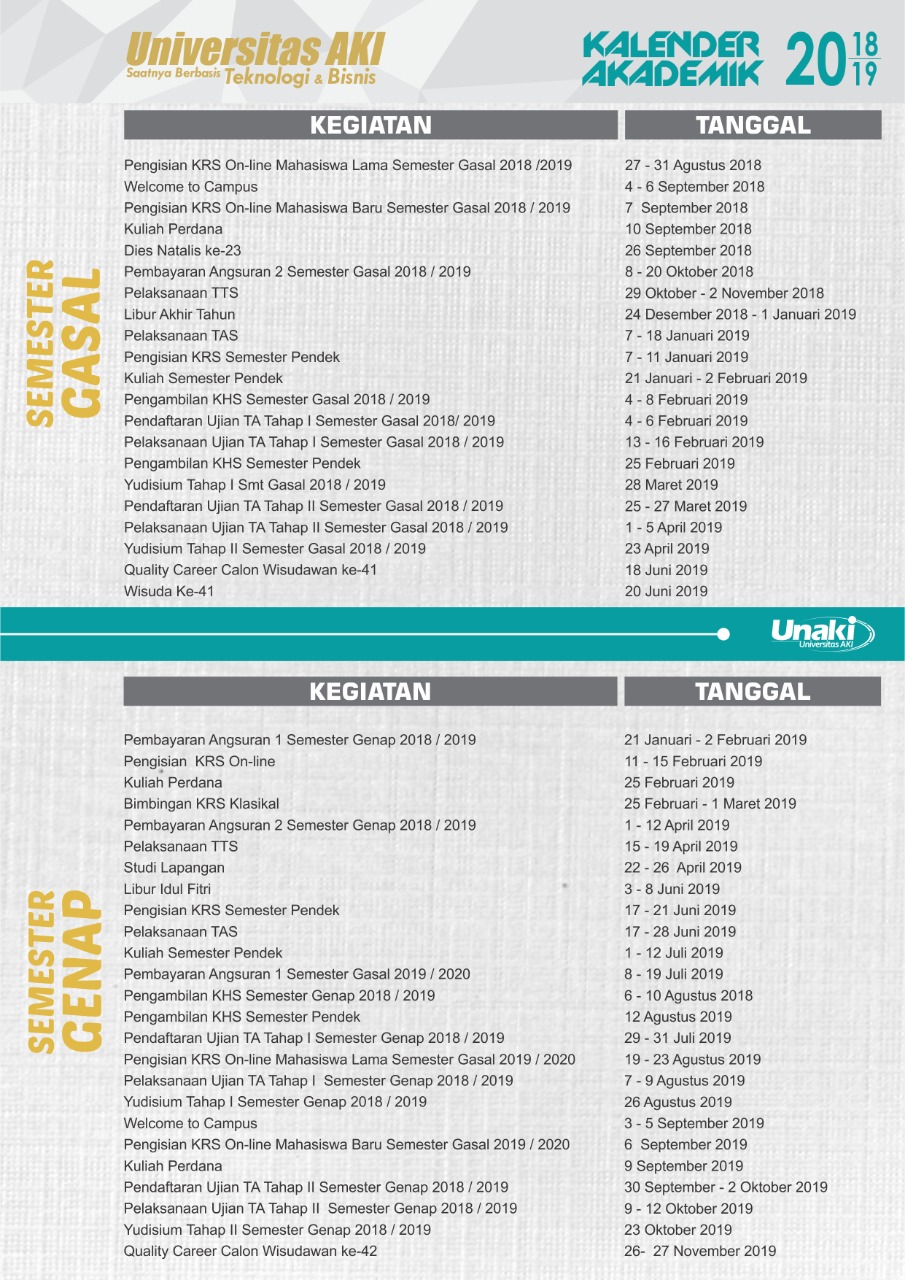 Universitas AKI
Saatnya Berbasis Teknologi & Bisnis
KALENDER
AKADEMIK
20 18
19
KEGIATAN TANGGAL
SEMESTER
GASAL
Pengisian KRS On-line Mahasiswa Lama Semester Gasal 2018 /2019 27 - 31 Agustus 2018
Welcome to Campus 4 - 6 September 2018
Pengisian KRS On-line Mahasiswa Baru Semester Gasal 2018 / 2019 7 September 2018
Kuliah Perdana 10 September 2018
Dies Natalis ke-23 26 September 2018
Pembayaran Angsuran 2 Semester Gasal 2018 / 2019 8 - 20 Oktober 2018
Pelaksanaan TTS 29 Oktober - 2 November 2018
Libur Akhir Tahun 24 Desember 2018 - 1 Januari 2019
Pelaksanaan TAS 7 - 18 Januari 2019
Pengisian KRS Semester Pendek 7 - 11 Januari 2019
Kuliah Semester Pendek 21 Januari - 2 Februari 2019
Pengambilan KHS Semester Gasal 2018 / 2019 4 - 8 Februari 2019
Pendaftaran Ujian TA Tahap I Semester Gasal 2018/ 2019 4 - 6 Februari 2019
Pelaksanaan Ujian TA Tahap I Semester Gasal 2018 / 2019 13 - 16 Februari 2019
Pengambilan KHS Semester Pendek 25 Februari 2019
Yudisium Tahap I Smt Gasal 2018 / 2019 28 Maret 2019
Pendaftaran Ujian TA Tahap II Semester Gasal 2018 / 2019 25 - 27 Maret 2019
Pelaksanaan Ujian TA Tahap II Semester Gasal 2018 / 2019 1 - 5 April 2019
Yudisium Tahap II Semester Gasal 2018 / 2019 23 April 2019
Quality Career Calon Wisudawan ke-41 18 Juni 2019
Wisuda Ke-41 20 Juni 2019
Unaki
Universitas AKI
KEGIATAN TANGGAL
SEMESTER
GENAP
Pembayaran Angsuran 1 Semester Genap 2018 / 2019 21 Januari - 2 Februari 2019
Pengisian KRS On-line 11 - 15 Februari 2019
Kuliah Perdana 25 Februari 2019
Bimbingan KRS Klasikal 25 Februari - 1 Maret 2019
Pembayaran Angsuran 2 Semester Genap 2018 / 2019 1 - 12 April 2019
Pelaksanaan TTS 15 - 19 April 2019
Studi Lapangan 22 - 26 April 2019
Libur Idul Fitri 3 - 8 Juni 2019
Pengisian KRS Semester Pendek 17 - 21 Juni 2019
Pelaksanaan TAS 17 - 28 Juni 2019
Kuliah Semester Pendek 1 - 12 Juli 2019
Pembayaran Angsuran 1 Semester Gasal 2019 / 2020 8 - 19 Juli 2019
Pengambilan KHS Semester Genap 2018 / 2019 6 - 10 Agustus 2018
Pengambilan KHS Semester Pendek 12 Agustus 2019
Pendaftaran Ujian TA Tahap I Semester Genap 2018 / 2019 29 - 31 Juli 2019
Pengisian KRS On-line Mahasiswa Lama Semester Gasal 2019 / 2020 19 - 23 Agustus 2019
Pelaksanaan Ujian TA Tahap I Semester Genap 2018 / 2019 7 - 9 Agustus 2019
Yudisium Tahap I Semester Genap 2018 / 2019 26 Agustus 2019
Welcome to Campus 3 - 5 September 2019
Pengisian KRS On-line Mahasiswa Baru Semester Gasal 2019 / 2020 6 September 2019
Kuliah Perdana 9 September 2019
Pendaftaran Ujian TA Tahap II Semester Genap 2018 / 2019 30 September - 2 Oktober 2019
Pelaksanaan Ujian TA Tahap II Semester Genap 2018 / 2019 9 - 12 Oktober 2019
Yudisium Tahap II Semester Genap 2018 / 2019 23 Oktober 2019
Quality Career Calon Wisudawan ke-42 26- 27 November 2019